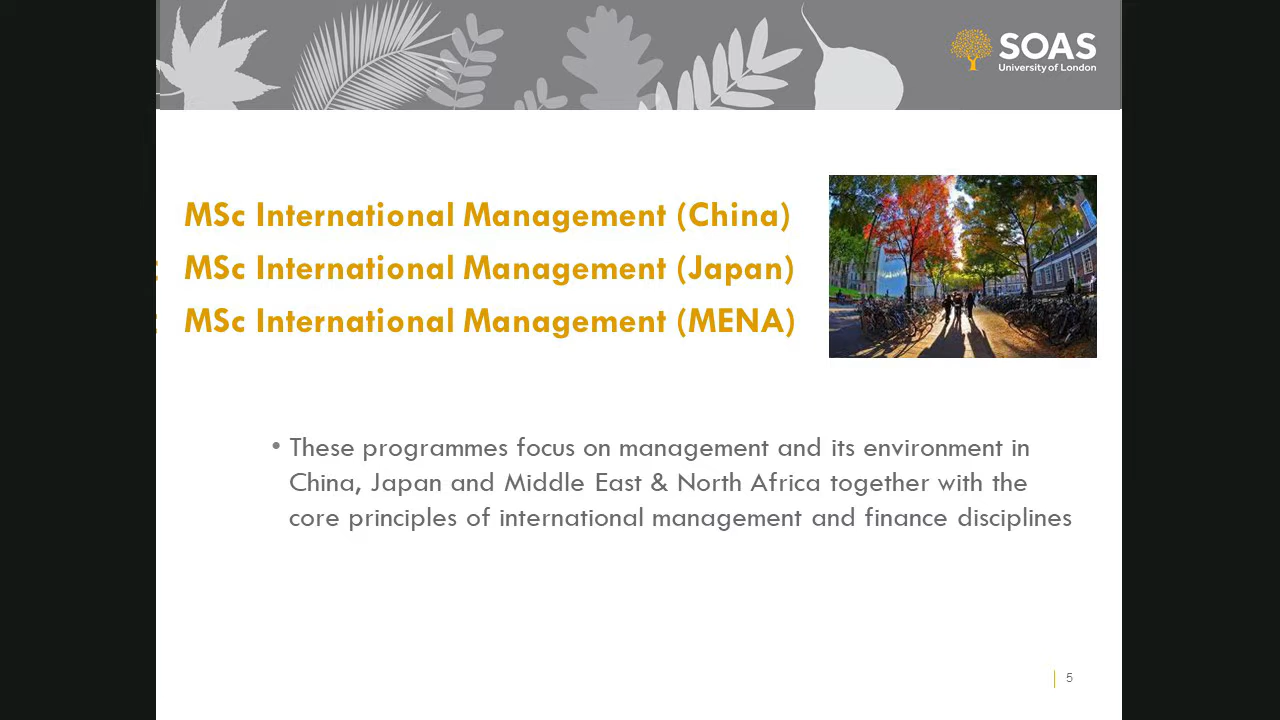 SOAS
University of London
MSc International Management (China)
: MSc International Management (Japan)
: MSc International Management (MENA)
• These programmes focus on management and its environment in
China, Japan and Middle East & North Africa together with the
core principles of international management and finance disciplines
5